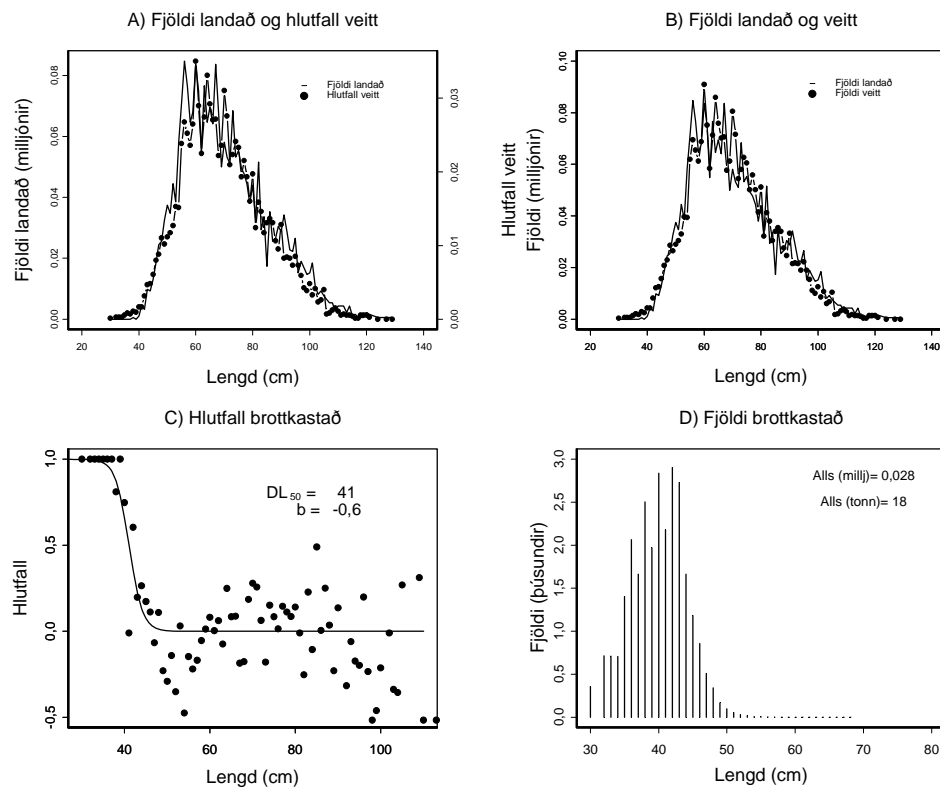 A) Fjöldi landað og hlutfall veitt
Fjöldi landað (milljónir)
0,08
0,06
0,04
0,02
0,00
Fjöldi landað
Hlutfall veitt
0,03
0,02
0,01
0,00
Hlutfall veitt
20 40 60 80 100 120 140
Lengd (cm)
B) Fjöldi landað og veitt
Fjöldi (milljónir)
0,10
0,08
0,06
0,04
0,02
0,00
Fjöldi landað
Fjöldi veitt
20 40 60 80 100 120 140
Lengd (cm)
C) Hlutfall brottkastað
Hlutfall
1,0
0,5
0,0
-0,5
DL50 = 41
b = -0,6
40 60 80 100
Lengd (cm)
D) Fjöldi brottkastað
Fjöldi (þúsundir)
3,0
2,5
2,0
1,5
1,0
0,5
0,0
Alls (millj)= 0,028
Alls (tonn)= 18
30 40 50 60 70 80
Lengd (cm)